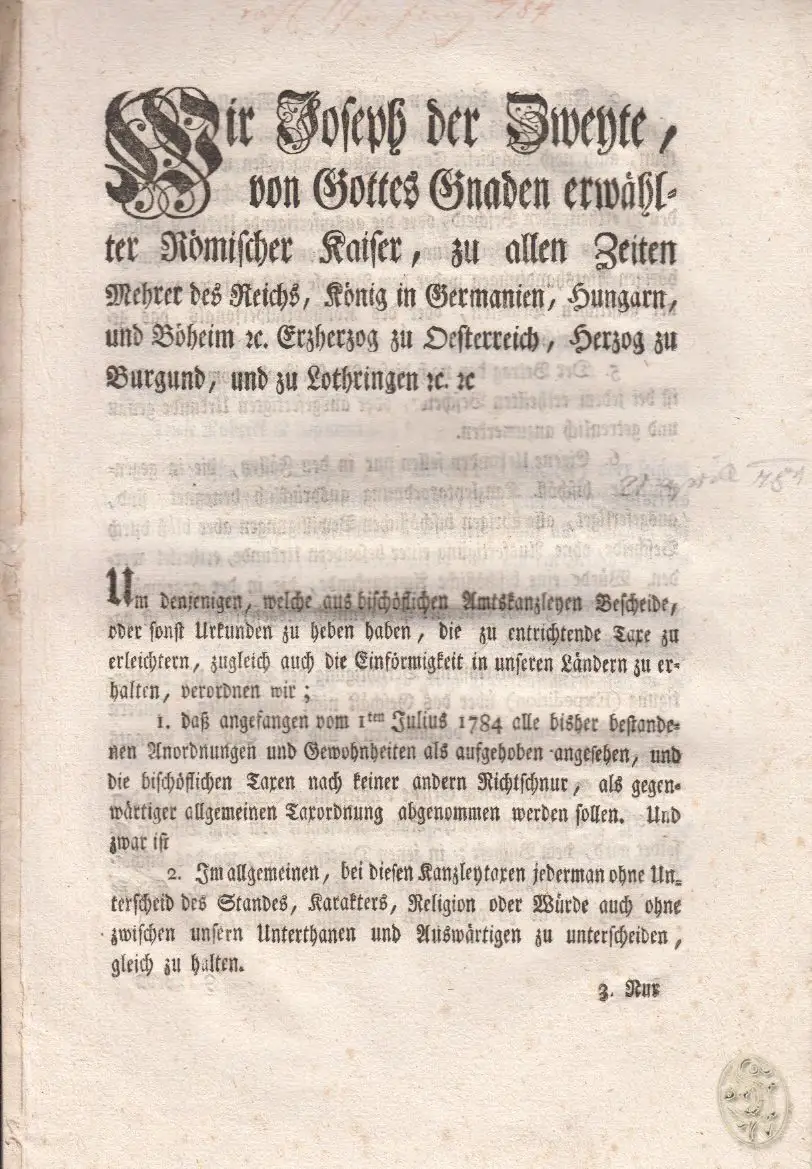 Wir Joseph der Zweyte,
von Gottes Gnaden erwähl-
ter Römischer Kaiser, zu allen Zeiten
Mehrer des Reichs, König in Germanien, Hungarn,
und Böheim ꝛc. Erzherzog zu Oesterreich, Herzog zu
Burgund, und zu Lothringen ꝛc. ꝛc
Um denjenigen, welche aus bischöflichen Amtskanzleyen Bescheide,
oder sonst Urkunden zu heben haben, die zu entrichtende Taxe zu
erleichtern, zugleich auch die Einförmigkeit in unseren Ländern zu er-
halten, verordnen wir;
1. daß angefangen vom 1ten Julius 1784 alle bisher bestande-
nen Anordnungen und Gewohnheiten als aufgehoben angesehen, und
die bischöflichen Taxen nach keiner andern Richtschnur, als gegen-
wärtiger allgemeinen Taxordnung abgenommen werden sollen. Und
zwar ist
2. Im allgemeinen, bei diesen Kanzleytaxen jederman ohne Un-
terscheid des Standes, Karakters, Religion oder Würde auch ohne
zwischen unsern Unterthanen und Auswärtigen zu unterscheiden,
gleich zu halten.
3. Nur